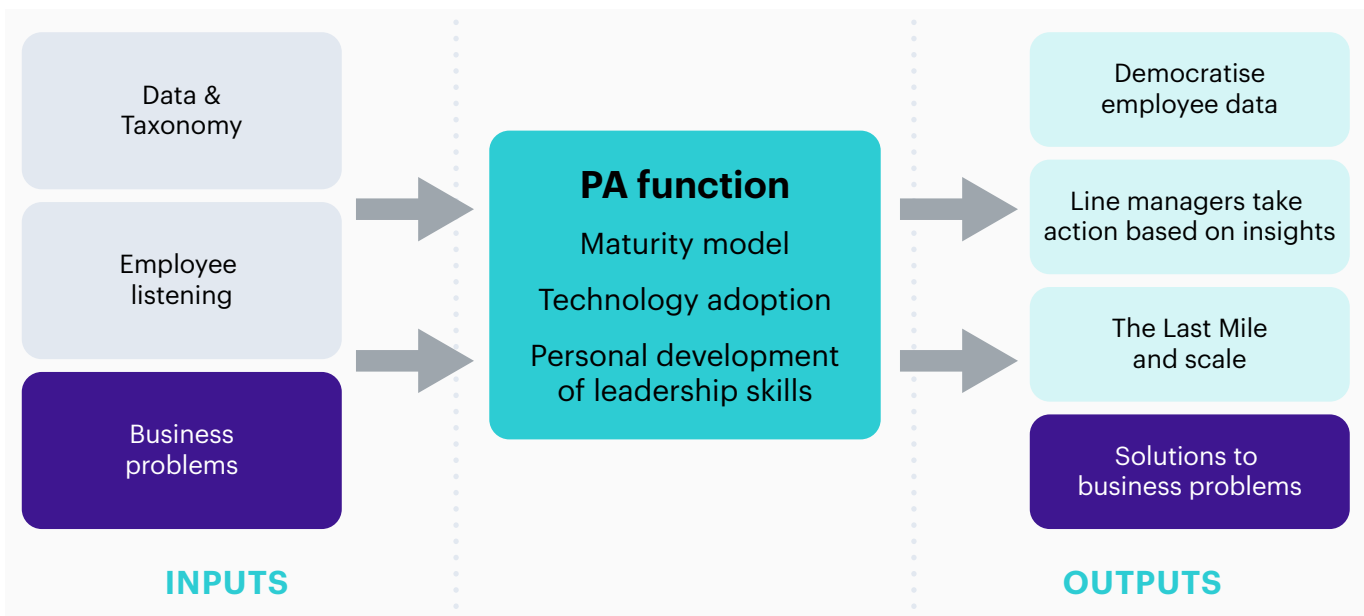 Data &
Taxonomy
Employee
listening
Business
problems
INPUTS
PA function
Maturity model
Technology adoption
Personal development
of leadership skills
Democratise
employee data
Line managers take
action based on insights
The Last Mile
and scale
Solutions to
business problems
OUTPUTS